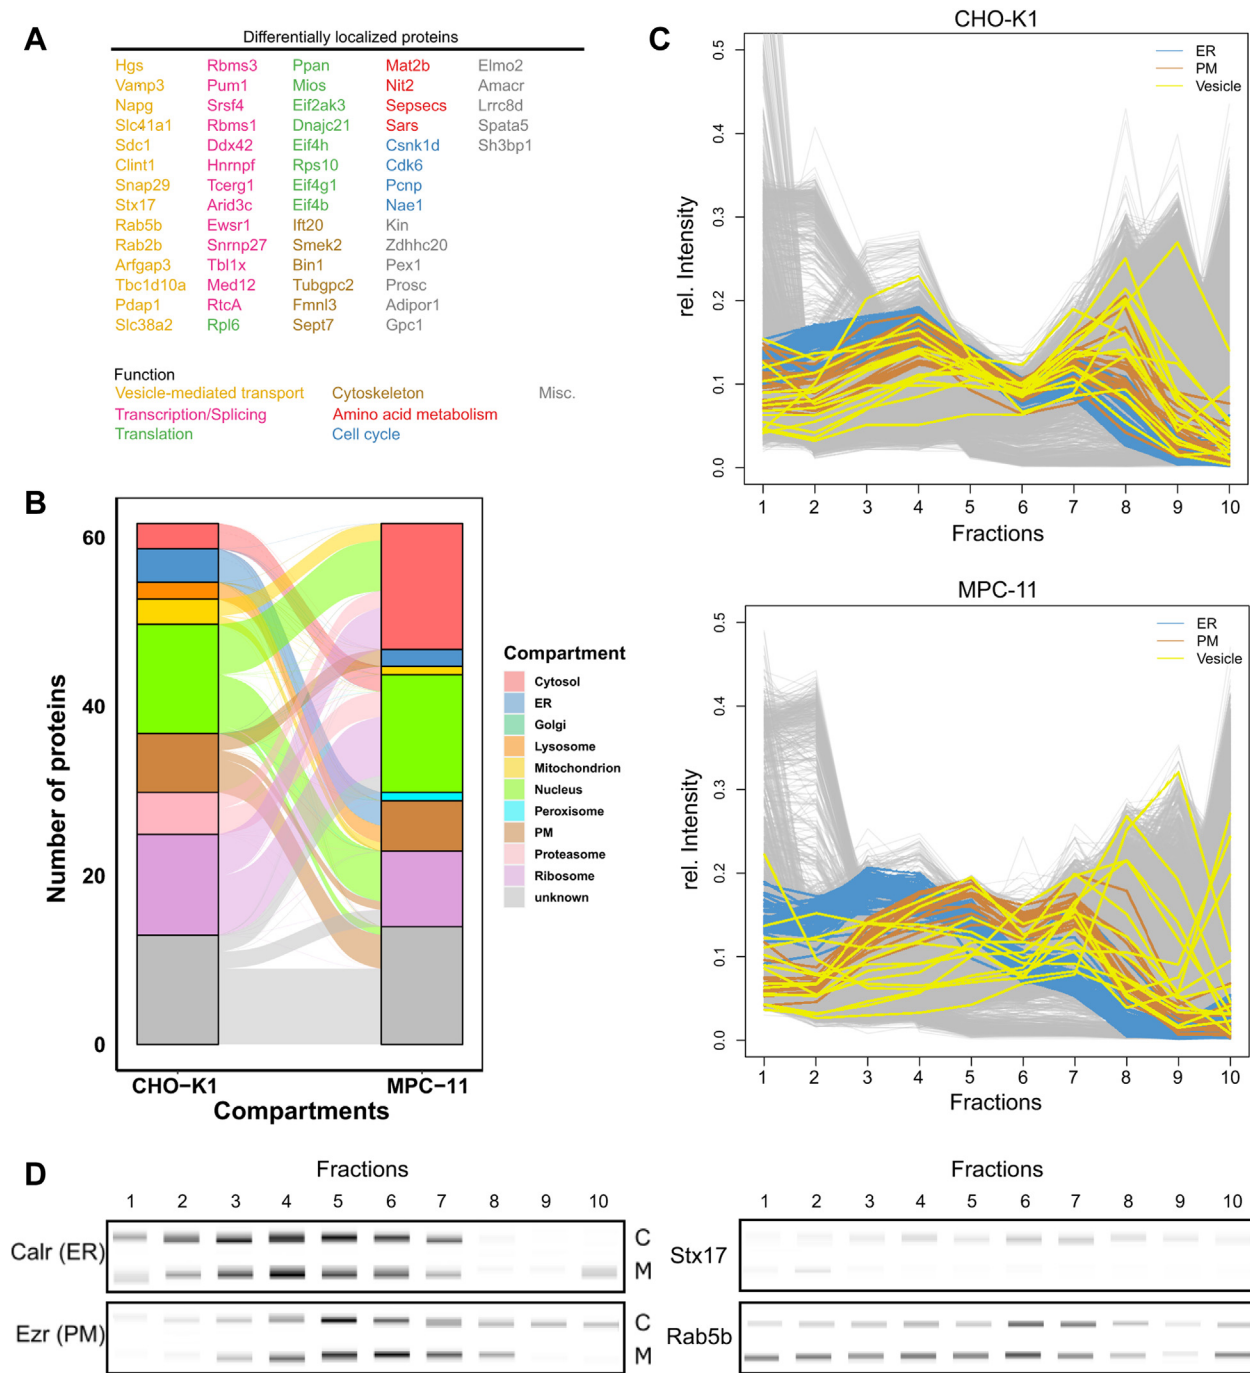 A
Differentially localized proteins
Hgs Rbms3 Ppan Mat2b Elmo2
Vamp3 Pum1 Mios Nit2 Amacr
Napg Srsf4 Eif2ak3 Sepsecs Lrrc8d
Slc41a1 Rbms1 Dnajc21 Sars Spata5
Sdc1 Ddx42 Eif4h Csnk1d Sh3bp1
Clint1 Hnrnpf Rps10 Cdk6
Snap29 Tcerg1 Eif4g1 Pcnp
Stx17 Arid3c Eif4b Nae1
Rab5b Ewsr1 Ift20 Kin
Rab2b Snrnp27 Smek2 Zdhhc20
Arfgap3 Tbl1x Bin1 Pex1
Tbc1d10a Med12 Tubgpc2 Prosc
Pdap1 RtcA Fmnl3 Adipor1
Slc38a2 Rpl6 Sept7 Gpc1
Function
Vesicle-mediated transport Cytoskeleton Misc.
Transcription/Splicing Amino acid metabolism
Translation Cell cycle
B
60
40
20
0
Number of proteins
CHO-K1 MPC-11
Compartments
Compartment
Cytosol
ER
Golgi
Lysosome
Mitochondrion
Nucleus
Peroxisome
PM
Proteasome
Ribosome
unknown
C
CHO-K1
ER
PM
Vesicle
0.5
0.4
0.3
0.2
0.1
0.0
rel. Intensity
1 2 3 4 5 6 7 8 9 10
Fractions
MPC-11
ER
PM
Vesicle
0.5
0.4
0.3
0.2
0.1
0.0
rel. Intensity
1 2 3 4 5 6 7 8 9 10
Fractions
D
Fractions
1 2 3 4 5 6 7 8 9 10
Calr (ER)
C
M
Ezr (PM)
C
M
Fractions
1 2 3 4 5 6 7 8 9 10
Stx17
Rab5b